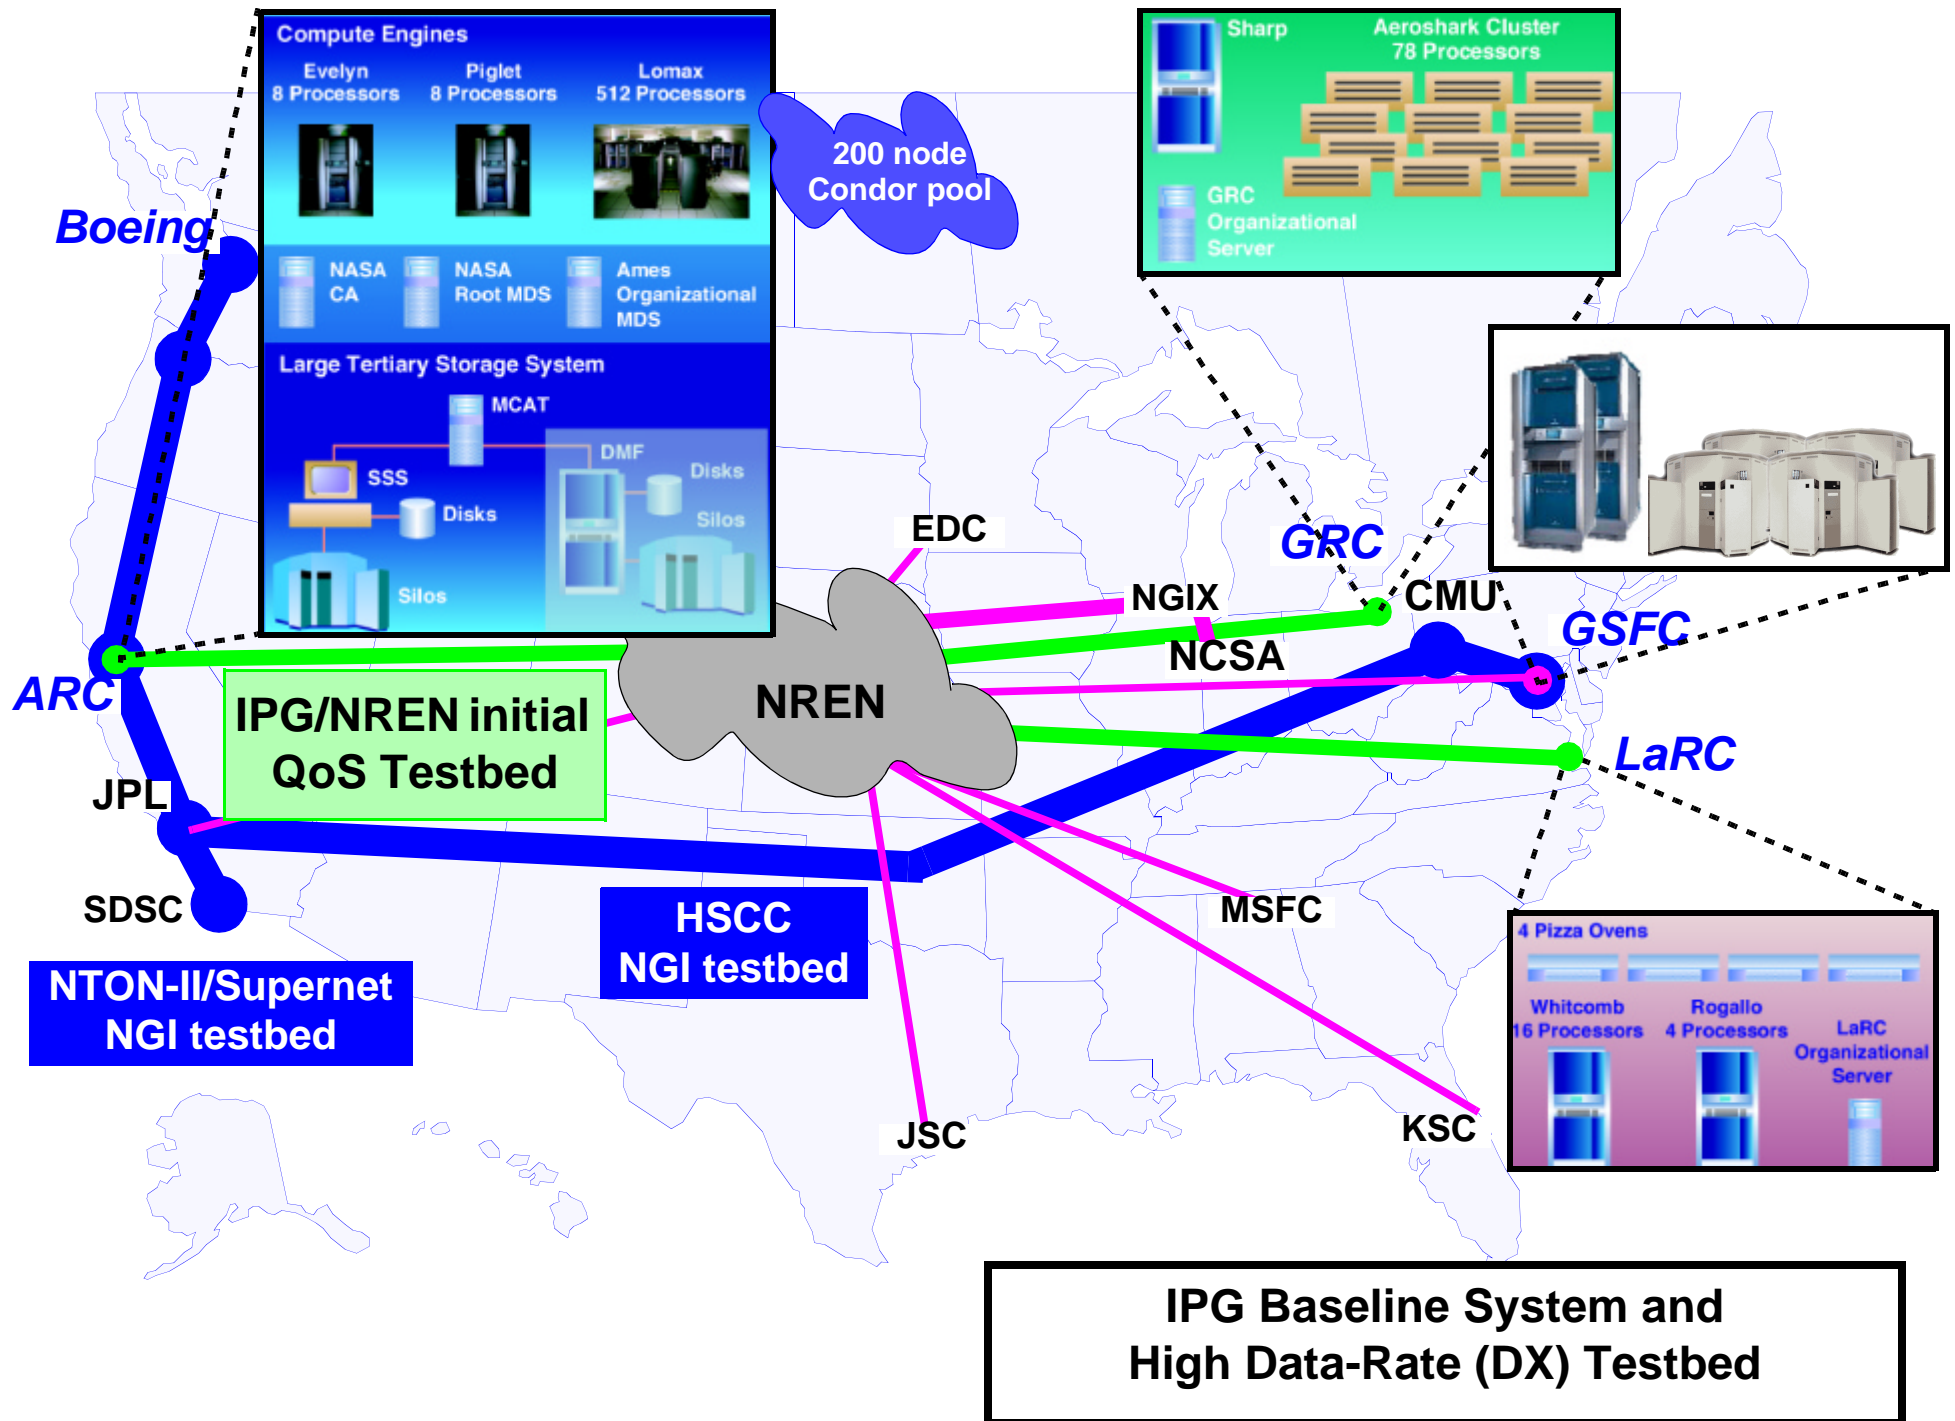 Compute Engines
Evelyn
8 Processors
Piglet
8 Processors
Lomax
512 Processors
NASA
CA
NASA
Root MDS
Ames
Organizational
MDS
Large Tertiary Storage System
MCAT
SSS
Disks
Silos
DMF
Disks
Silos
200 node
Condor pool
Sharp
Aeroshark Cluster
78 Processors
GRC
Organizational
Server
Boeing
EDC
GRC
NGIX
CMU
NCSA
GSFC
ARC
IPG/NREN initial
QoS Testbed
NREN
LaRC
JPL
SDSC
HSCC
NGI testbed
MSFC
NTON-II/Supernet
NGI testbed
4 Pizza Ovens
Whitcomb
16 Processors
Rogallo
4 Processors
LaRC
Organizational
Server
JSC
KSC
IPG Baseline System and
High Data-Rate (DX) Testbed